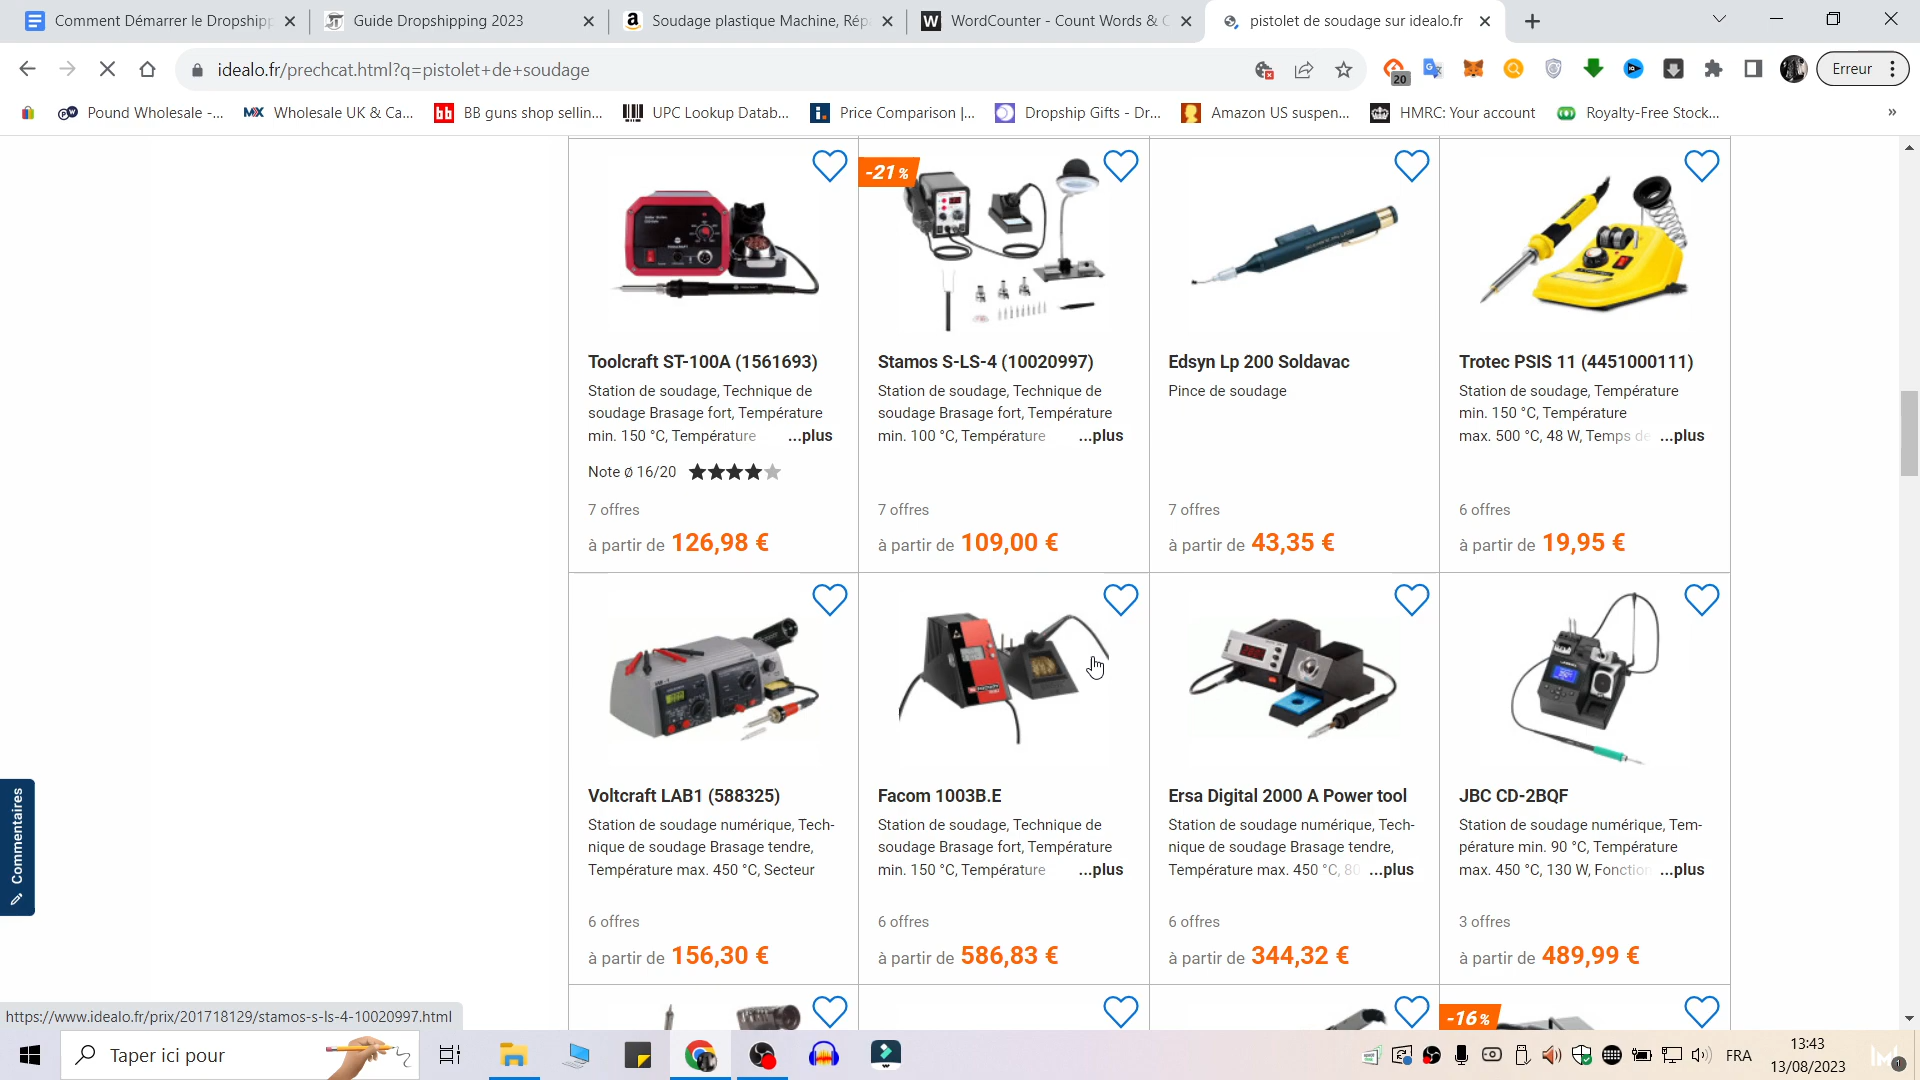 Comment Démarrer le Dropshipp
Guide Dropshipping 2023
Soudage plastique Machine, Rép
WordCounter - Count Words & C
pistolet de soudage sur idealo.fr
idealo.fr/prechcat.html?q=pistolet+de+soudage
20
Erreur
Pound Wholesale -...
Wholesale UK & Ca...
BB guns shop sellin...
UPC Lookup Datab...
Price Comparison |...
Dropship Gifts - Dr...
Amazon US suspen...
HMRC: Your account
Royalty-Free Stock...
»
-21 %
Toolcraft ST-100A (1561693)
Station de soudage, Technique de
soudage Brasage fort, Température
min. 150 °C, Température ...plus
Note ø 16/20
7 offres
à partir de 126,98 €
Stamos S-LS-4 (10020997)
Station de soudage, Technique de
soudage Brasage fort, Température
min. 100 °C, Température ...plus
7 offres
à partir de 109,00 €
Edsyn Lp 200 Soldavac
Pince de soudage
7 offres
à partir de 43,35 €
Trotec PSIS 11 (4451000111)
Station de soudage, Température
min. 150 °C, Température
max. 500 °C, 48 W, Temps de ...plus
6 offres
à partir de 19,95 €
Voltcraft LAB1 (588325)
Station de soudage numérique, Tech-
nique de soudage Brasage tendre,
Température max. 450 °C, Secteur
6 offres
à partir de 156,30 €
Facom 1003B.E
Station de soudage, Technique de
soudage Brasage fort, Température
min. 150 °C, Température ...plus
6 offres
à partir de 586,83 €
Ersa Digital 2000 A Power tool
Station de soudage numérique, Tech-
nique de soudage Brasage tendre,
Température max. 450 °C, 80 ...plus
6 offres
à partir de 344,32 €
JBC CD-2BQF
Station de soudage numérique, Tem-
pérature min. 90 °C, Température
max. 450 °C, 130 W, Fonction ...plus
3 offres
à partir de 489,99 €
-16 %
Commentaires
https://www.idealo.fr/prix/201718129/stamos-s-ls-4-10020997.html
Taper ici pour
FRA
13:43
13/08/2023
1